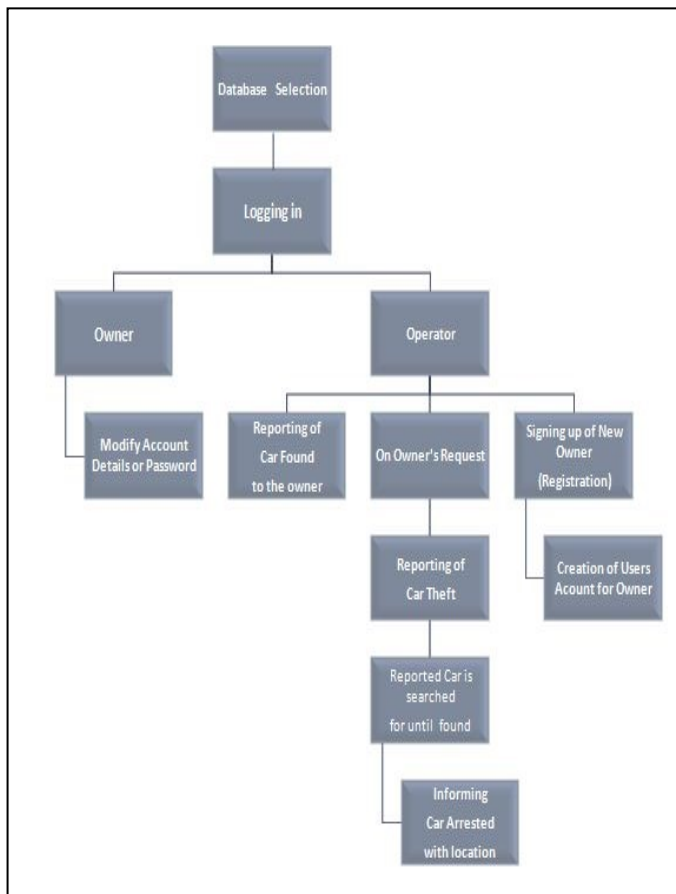 Database Selection
Logging in
Owner
Operator
Modify Account
Details or Password
Reporting of
Car Found
to the owner
On Owner's Request
Signing up of New
Owner
(Registration)
Reporting of
Car Theft
Creation of Users
Acount for Owner
Reported Car is
searched
for until found
Informing
Car Arrested
with location